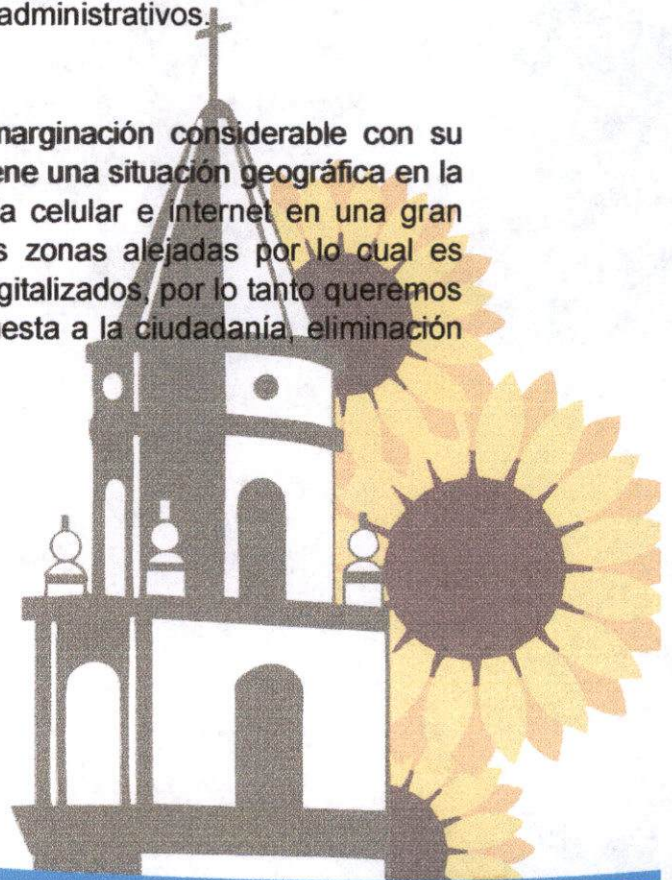 administrativos.
marginación considerable con su
ene una situación geográfica en la
a celular e internet en una gran
s zonas alejadas por lo cual es
gitalizados, por lo tanto queremos
esta a la ciudadanía, eliminación